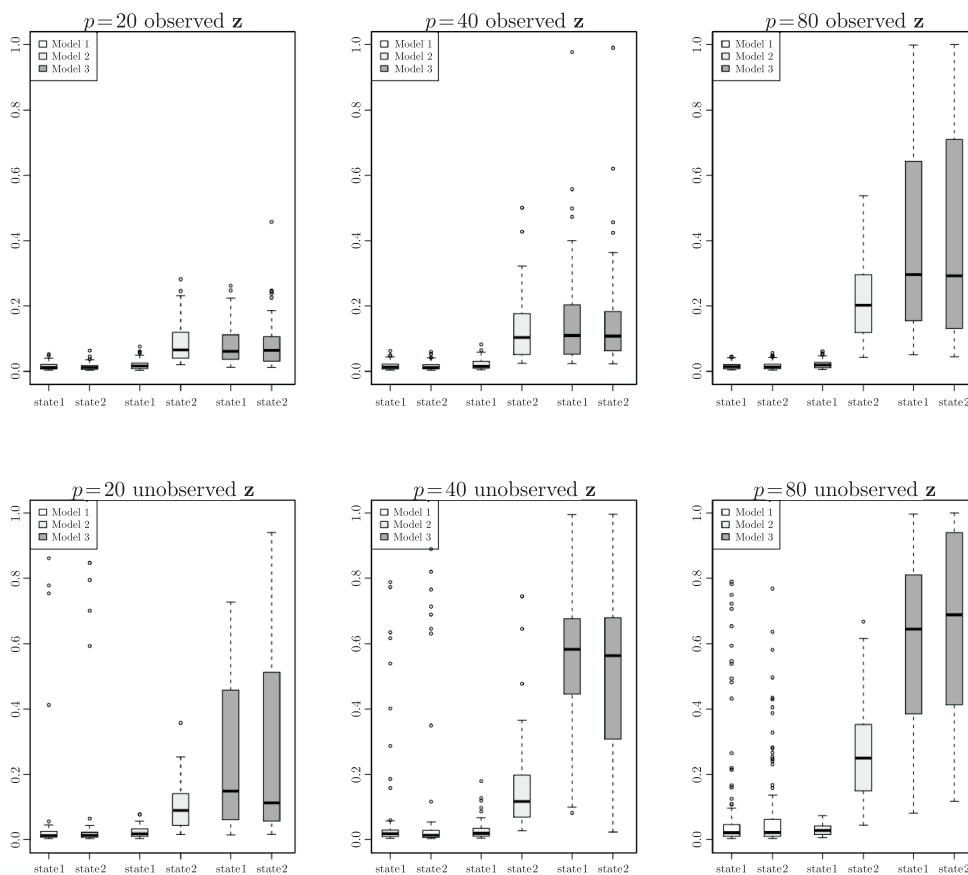 p=20 observed z
p=40 observed z
p=80 observed z
Model 1
Model 2
Model 3
1.0
0.8
0.6
0.4
0.2
0.0
state1 state2 state1 state2 state1 state2
Model 1
Model 2
Model 3
1.0
0.8
0.6
0.4
0.2
0.0
state1 state2 state1 state2 state1 state2
Model 1
Model 2
Model 3
1.0
0.8
0.6
0.4
0.2
0.0
state1 state2 state1 state2 state1 state2
p=20 unobserved z
p=40 unobserved z
p=80 unobserved z
Model 1
Model 2
Model 3
1.0
0.8
0.6
0.4
0.2
0.0
state1 state2 state1 state2 state1 state2
Model 1
Model 2
Model 3
1.0
0.8
0.6
0.4
0.2
0.0
state1 state2 state1 state2 state1 state2
Model 1
Model 2
Model 3
1.0
0.8
0.6
0.4
0.2
0.0
state1 state2 state1 state2 state1 state2